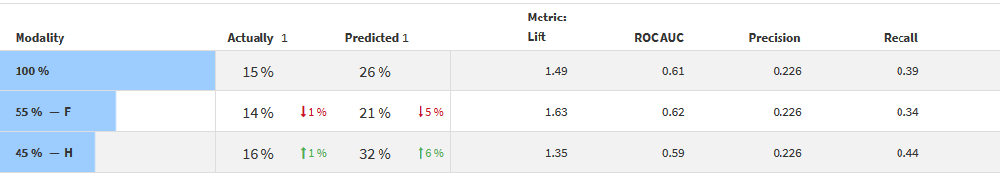 Metric:
Modality Actually 1 Predicted 1 Lift ROC AUC Precision Recall
100 % 15 % 26 % 1.49 0.61 0.226 0.39
55 % — F 14 % ↓1 % 21 % ↓5 % 1.63 0.62 0.226 0.34
45 % — H 16 % ↑1 % 32 % ↑6 % 1.35 0.59 0.226 0.44